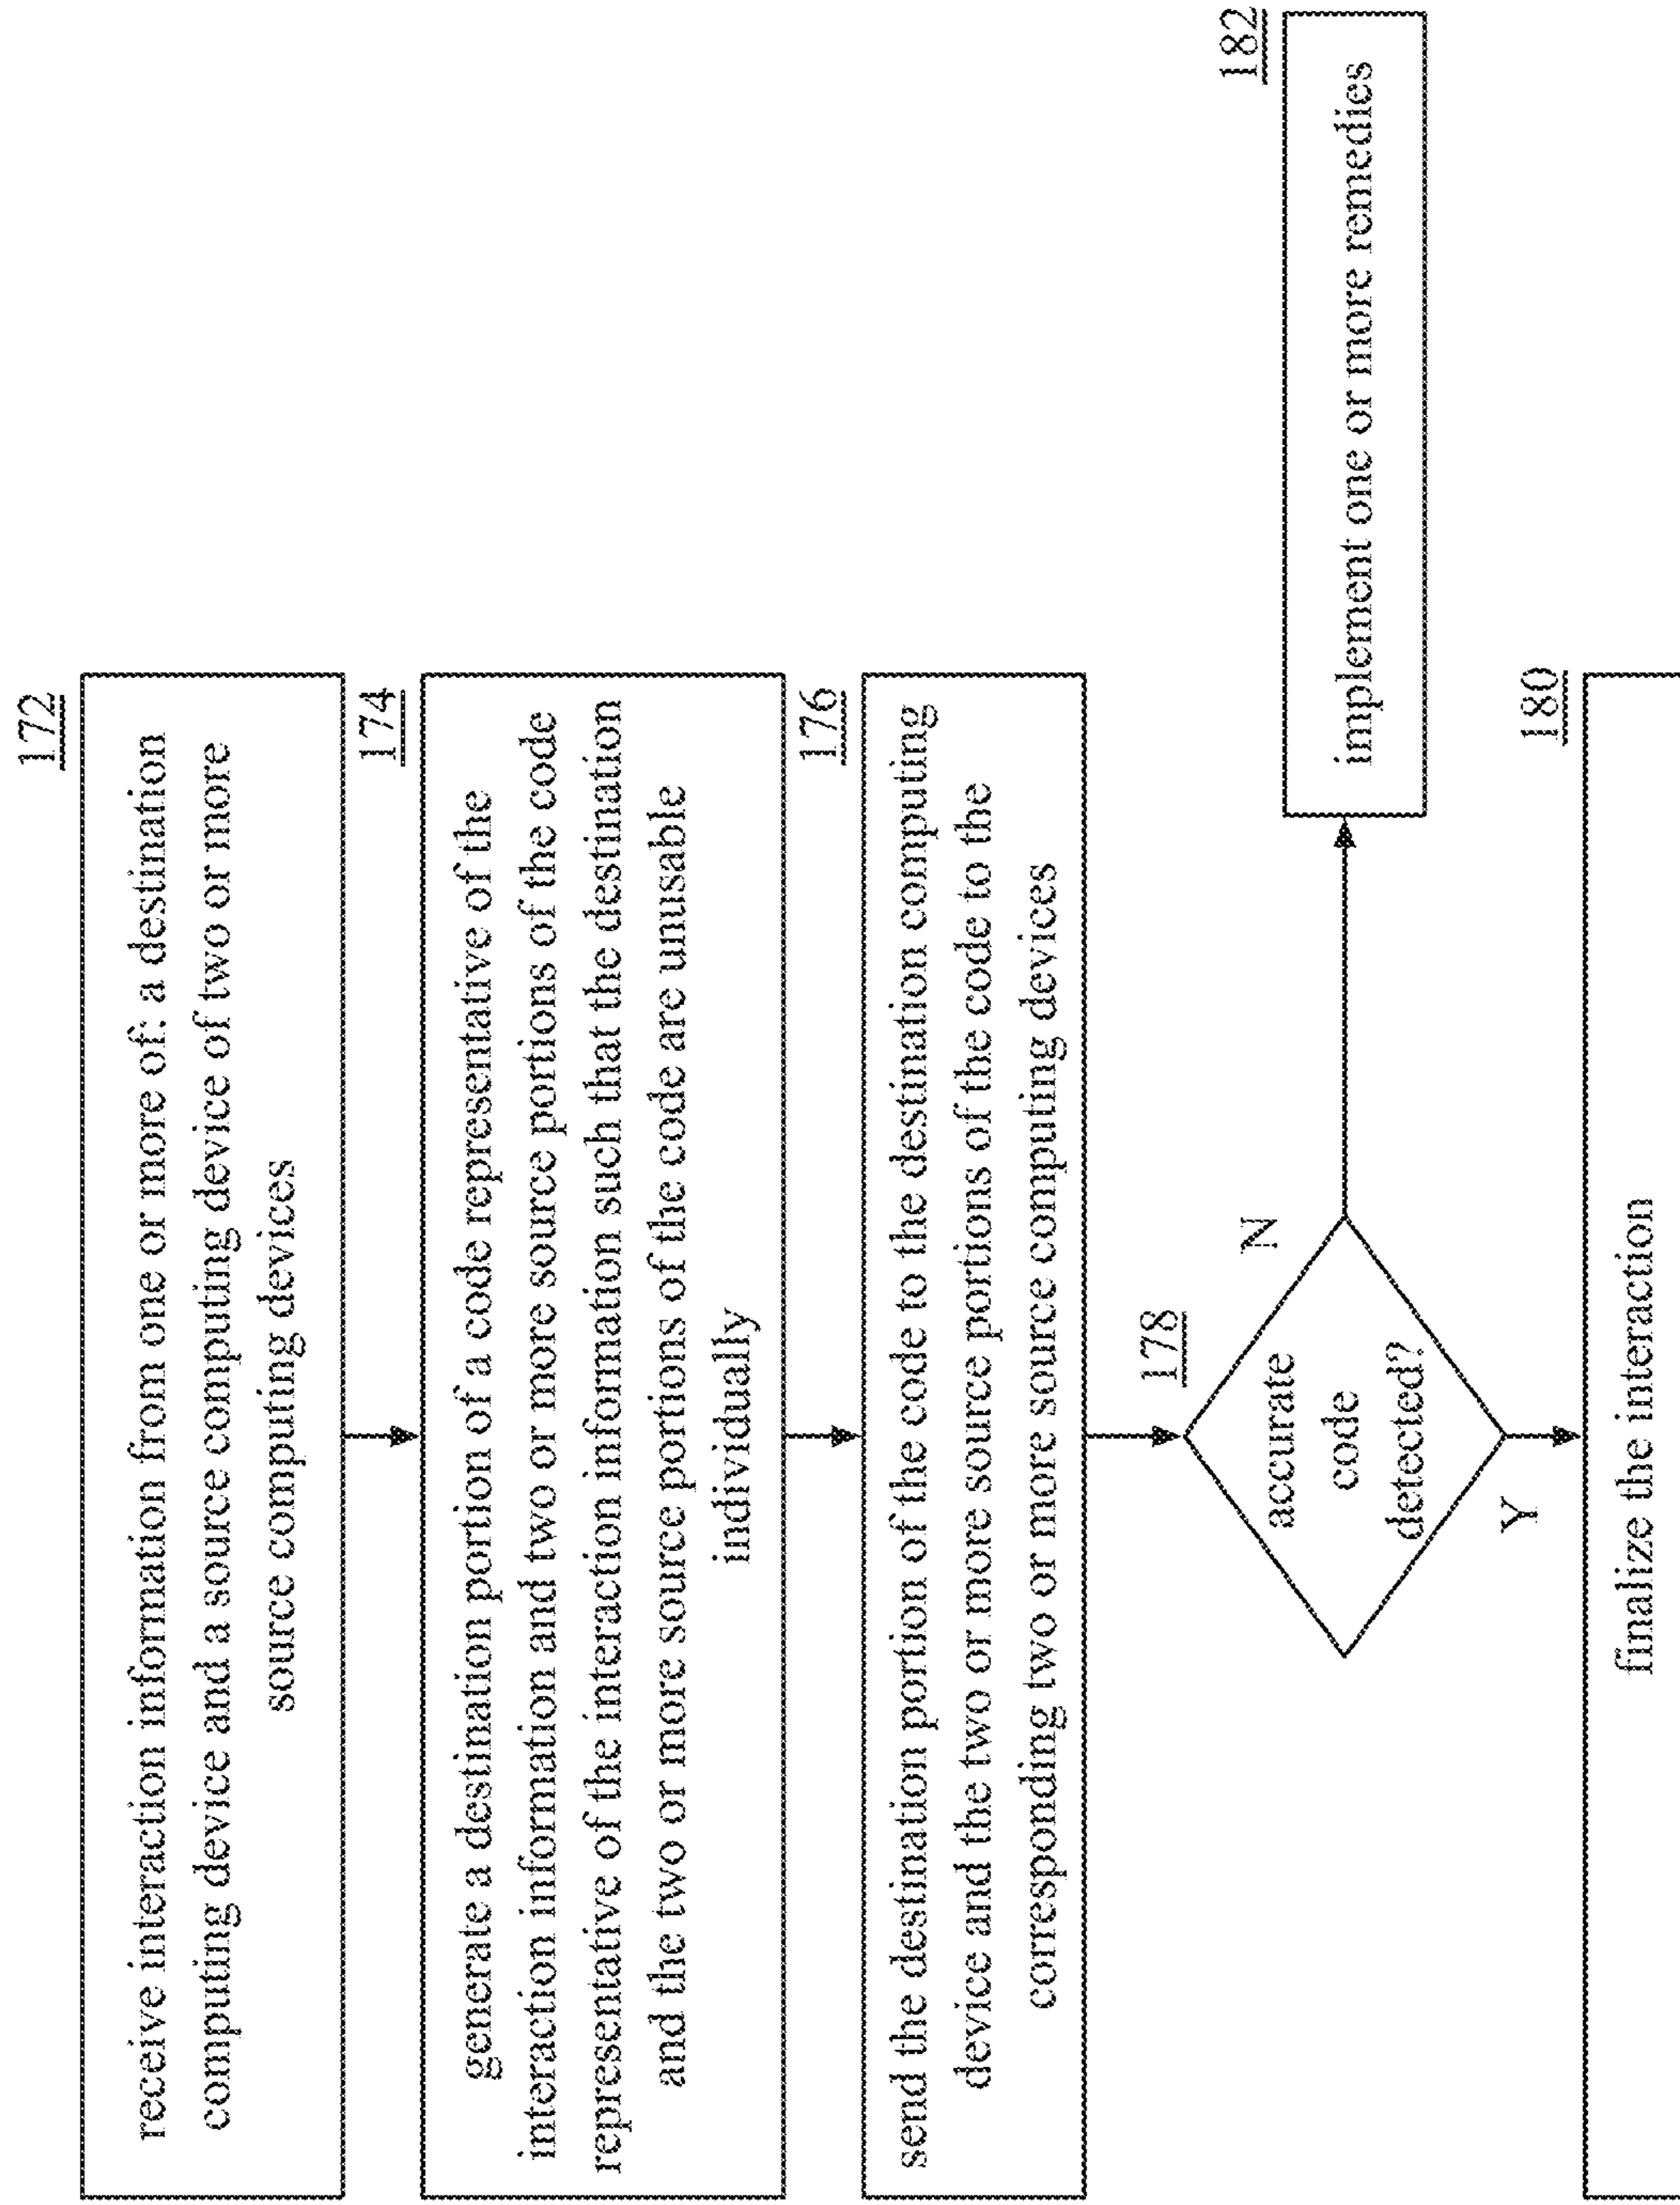 172
receive interaction information from one or more of: a destination
computing device and a source computing device of two or more
source computing devices
174
generate a destination portion of a code representative of the
interaction information and two or more source portions of the code
representative of the interaction information such that the destination
and the two or more source portions of the code are unusable
individually
176
send the destination portion of the code to the destination computing
device and the two or more source portions of the code to the
corresponding two or more source computing devices
178
accurate
code
detected?
N
Y
182
implement one or more remedies
180
finalize the interaction